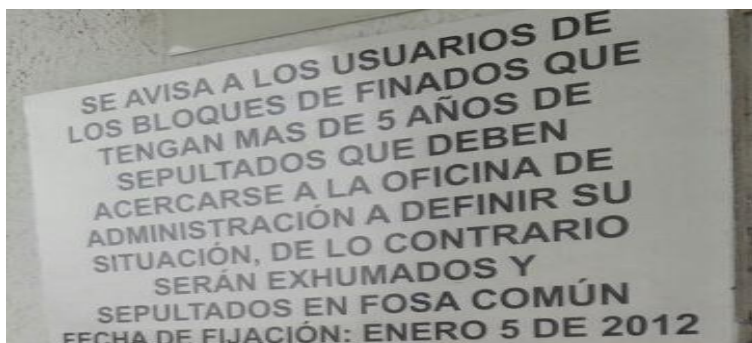 SE AVISA A LOS USUARIOS DE
LOS BLOQUES DE FINADOS QUE
TENGAN MAS DE 5 AÑOS DE
SEPULTADOS QUE DEBEN
ACERCARSE A LA OFICINA DE
ADMINISTRACIÓN A DEFINIR SU
SITUACIÓN, DE LO CONTRARIO
SERÁN EXHUMADOS Y
SEPULTADOS EN FOSA COMÚN
FECHA DE FIJACIÓN: ENERO 5 DE 2012